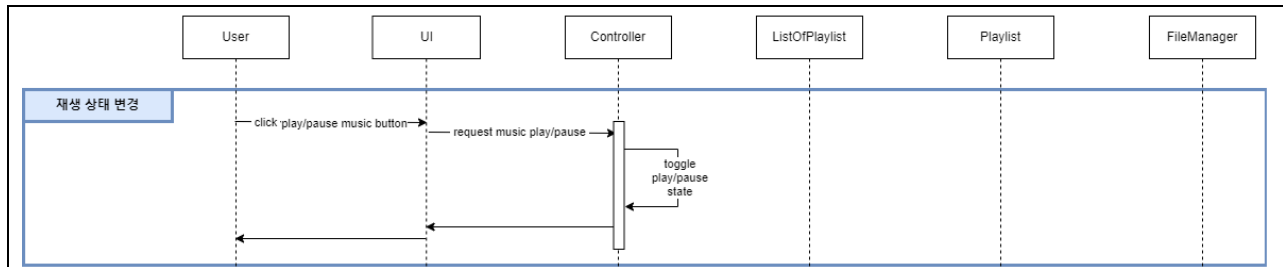 User
UI
Controller
ListOfPlaylist
Playlist
FileManager
재생 상태 변경
click play/pause music button
request music play/pause
toggle
play/pause
state